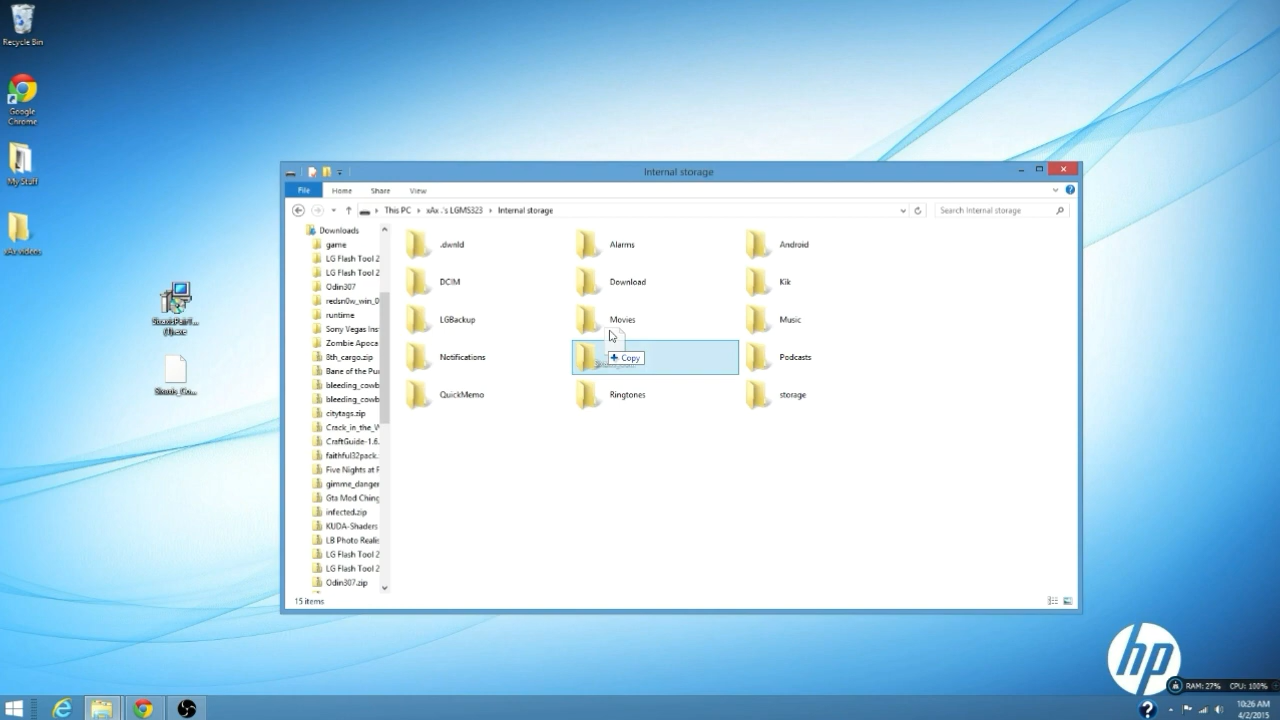 Recycle Bin
Google
Chrome
My Stuff
xAx videos
(1).exe
Sixaxis_Co...
Internal storage
File
Home
Share
View
This PC
xAx .'s LGMS323
Internal storage
Search Internal storage
Downloads
game
LG Flash Tool 2
LG Flash Tool 2
Odin307
redsn0w_win_0
runtime
Sony Vegas Ins
Zombie Apoca
8th_cargo.zip
Bane of the Pu
bleeding_cowb
bleeding_cowb
citytags.zip
Crack_in_the_W
CraftGuide-1.6.
faithful32pack.
Five Nights at F
gimme_danger
Gta Mod Ching
infected.zip
KUDA-Shaders
LB Photo Realis
LG Flash Tool 2
LG Flash Tool 2
Odin307.zip
.dwnld
Alarms
Android
DCIM
Download
Kik
LGBackup
Movies
Music
Notifications
Copy
Podcasts
QuickMemo
Ringtones
storage
15 items
hp
RAM: 27%
CPU: 100%
10:26 AM
4/2/2015